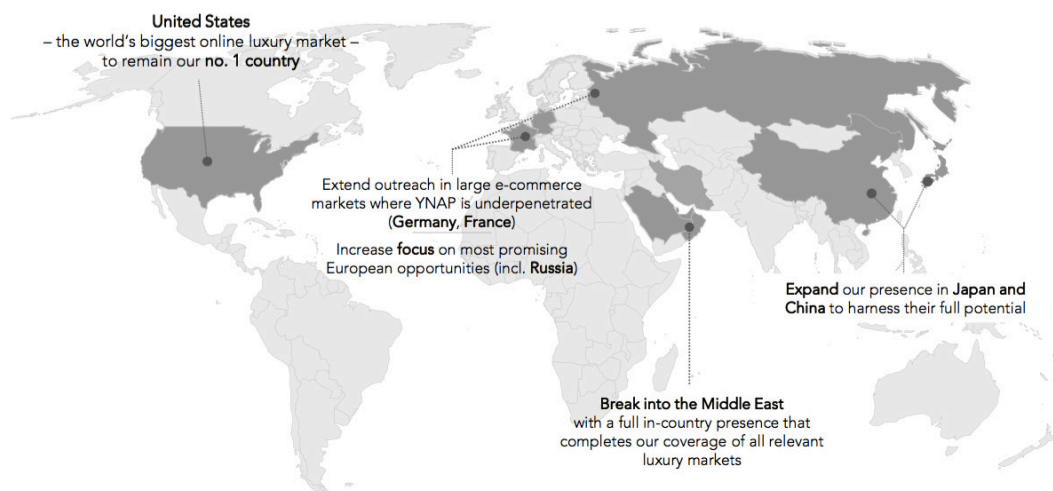 United States
– the world's biggest online luxury market –
to remain our no. 1 country
Extend outreach in large e-commerce
markets where YNAP is underpenetrated
(Germany, France)
Increase focus on most promising
European opportunities (incl. Russia)
Expand our presence in Japan and
China to harness their full potential
Break into the Middle East
with a full in-country presence that
completes our coverage of all relevant
luxury markets